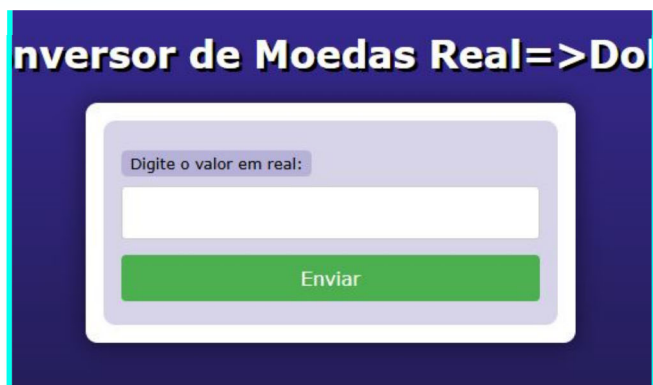 nversor de Moedas Real=>Dol
Digite o valor em real:
Enviar